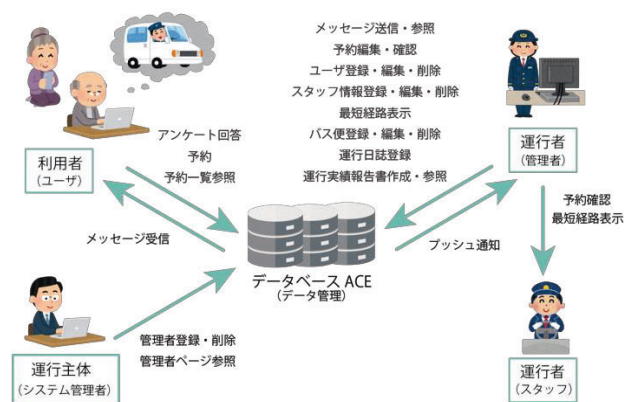 メッセージ送信・参照
予約編集・確認
ユーザ登録・編集・削除
スタッフ情報登録・編集・削除
最短経路表示
バス便登録・編集・削除
運行日誌登録
運行実績報告書作成・参照
アンケート回答
予約
予約一覧参照
利用者
(ユーザ)
運行者
(管理者)
メッセージ受信
プッシュ通知
予約確認
最短経路表示
データベース ACE
(データ管理)
管理者登録・削除
管理者ページ参照
運行主体
(システム管理者)
運行者
(スタッフ)